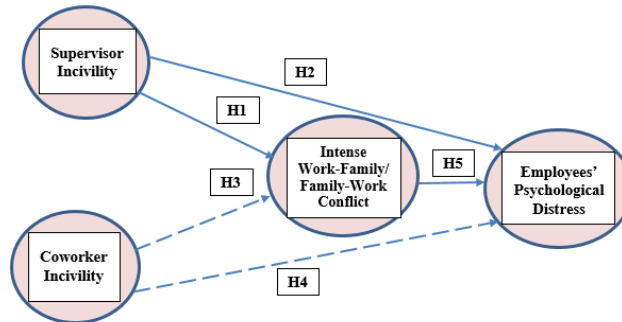 Supervisor
Incivility
H2
H1
Intense
Work-Family/
Family-Work
Conflict
H5
Employees’
Psychological
Distress
H3
Coworker
Incivility
H4